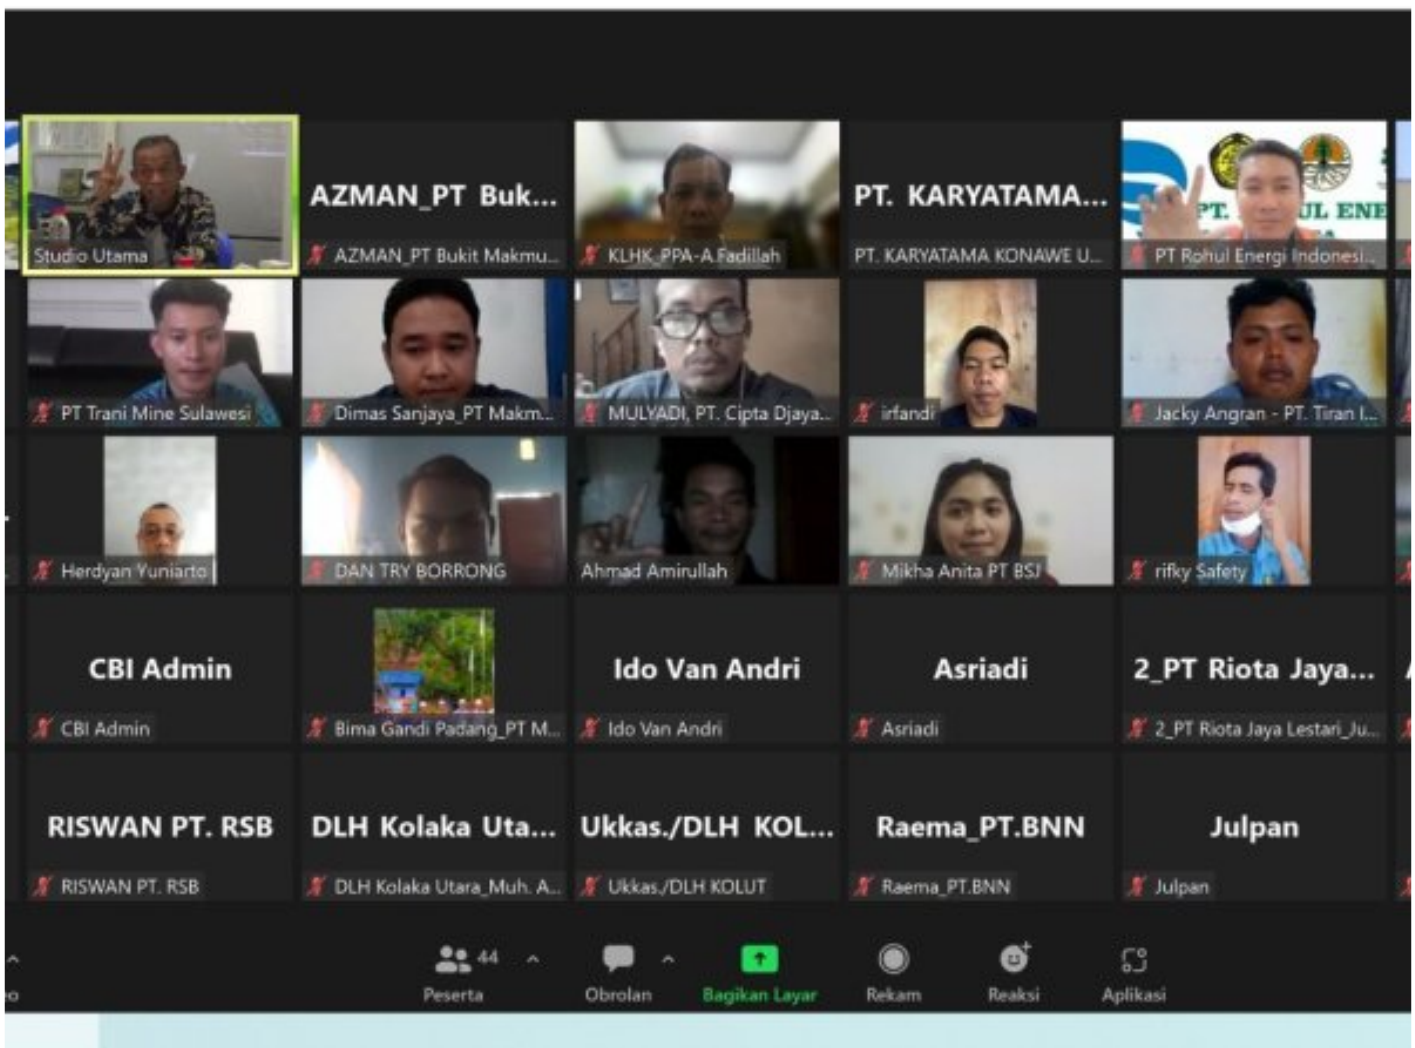 AZMAN_PT Buk...
PT. KARYATAMA...
PT.
UL ENE
Studio Utama
AZMAN_PT Bukit Makmu...
KLHK_PPA-A.Fadillah
PT. KARYATAMA KONAWE U...
PT Rohul Energi Indonesi...
PT Trani Mine Sulawesi
Dimas Sanjaya_PT Makm...
MULYADI, PT. Cipta Djaya...
irfandi
Jacky Angran - PT. Tiran I...
Herdyan Yuniarto
DAN TRY BORRONG
Ahmad Amirullah
Mikha Anita PT BSJ
rifky Safety
CBI Admin
Ido Van Andri
Asriadi
2_PT Riota Jaya...
CBI Admin
Bima Gandi Padang_PT M...
Ido Van Andri
Asriadi
2_PT Riota Jaya Lestari_Ju...
RISWAN PT. RSB
DLH Kolaka Uta...
Ukkas./DLH KOL...
Raema_PT.BNN
Julpan
RISWAN PT. RSB
DLH Kolaka Utara_Muh. A...
Ukkas./DLH KOLUT
Raema_PT.BNN
Julpan
44
Peserta
Obrolan
Bagikan Layar
Rekam
Reaksi
Aplikasi